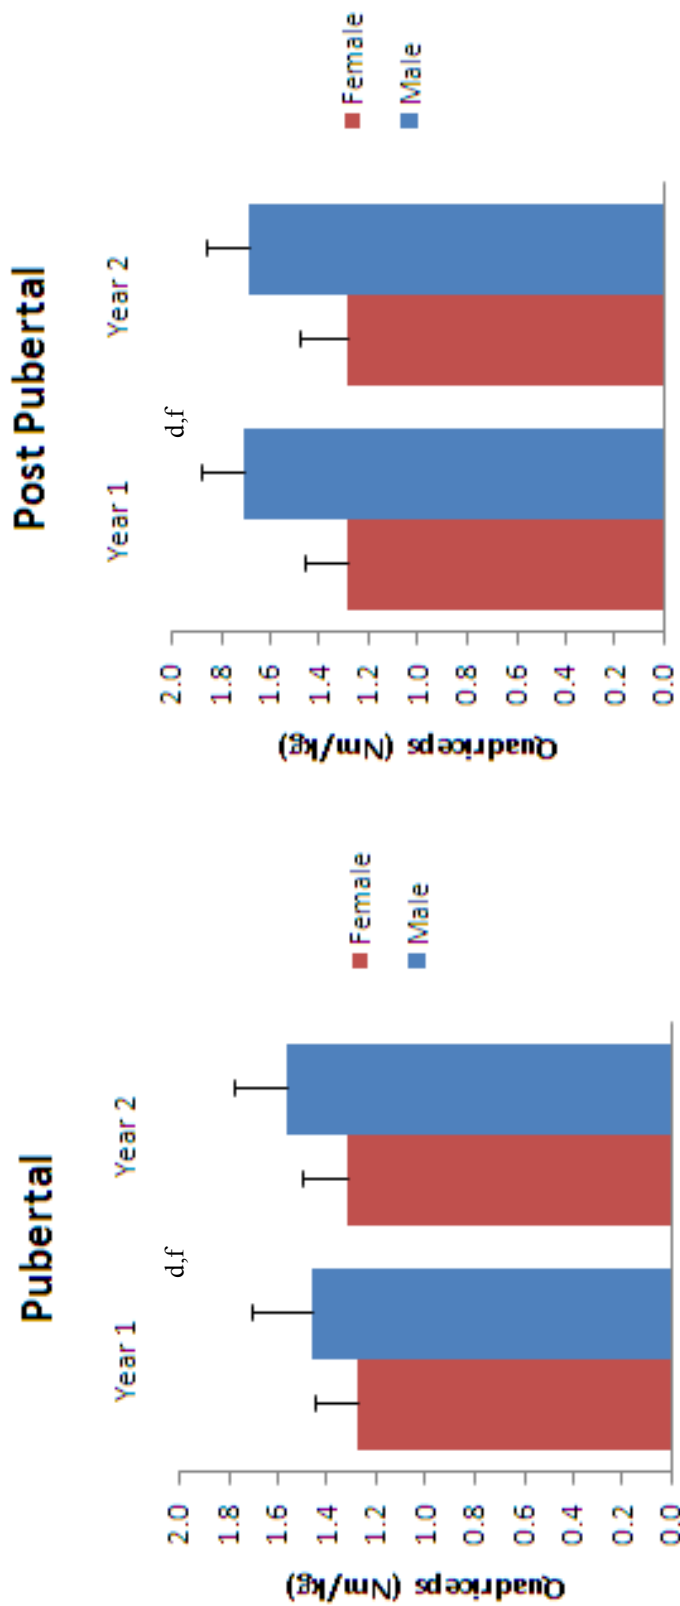 Pubertal
Year 1
Year 2
d,f
2.0
1.8
1.6
1.4
1.2
1.0
0.8
0.6
0.4
0.2
0.0
Quadriceps (Nm/kg)
Female
Male
Post Pubertal
Year 1
Year 2
d,f
2.0
1.8
1.6
1.4
1.2
1.0
0.8
0.6
0.4
0.2
0.0
Quadriceps (Nm/kg)
Female
Male